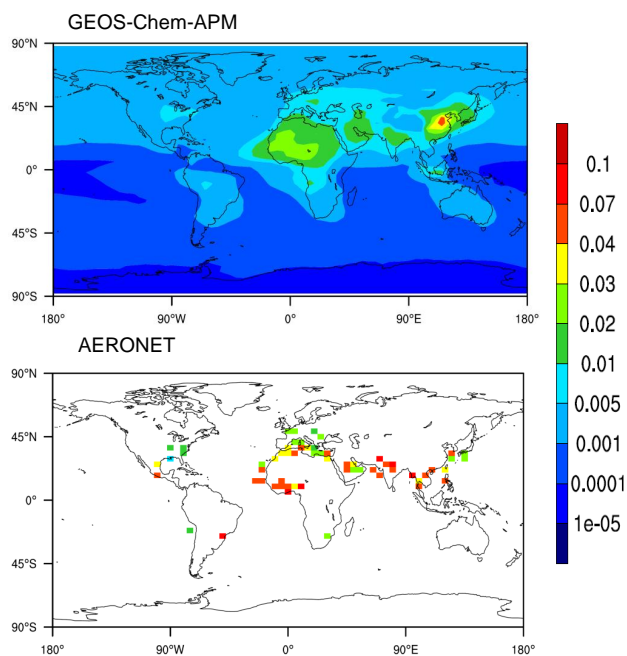 GEOS-Chem-APM
90°N
45°N
0°
45°S
90°S
180°
90°W
0°
90°E
180°
AERONET
90°N
45°N
0°
45°S
90°S
180°
90°W
0°
90°E
180°
0.1
0.07
0.04
0.03
0.02
0.01
0.005
0.001
0.0001
1e-05